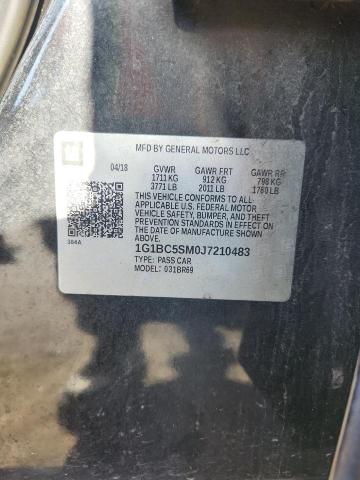 MFD BY GENERAL MOTORS LLC
04/18 GVWR GAWR FRT GAWR RR
1711 KG 912 KG 798 KG
3771 LB 2011 LB 1760 LB
THIS VEHICLE CONFORMS TO ALL
APPLICABLE U.S. FEDERAL MOTOR
VEHICLE SAFETY, BUMPER, AND THEFT
PREVENTION STANDARDS IN EFFECT ON
THE DATE OF MANUFACTURE SHOWN
ABOVE.
384A
1G1BC5SM0J7210483
TYPE: PASS CAR
MODEL: 031BR69